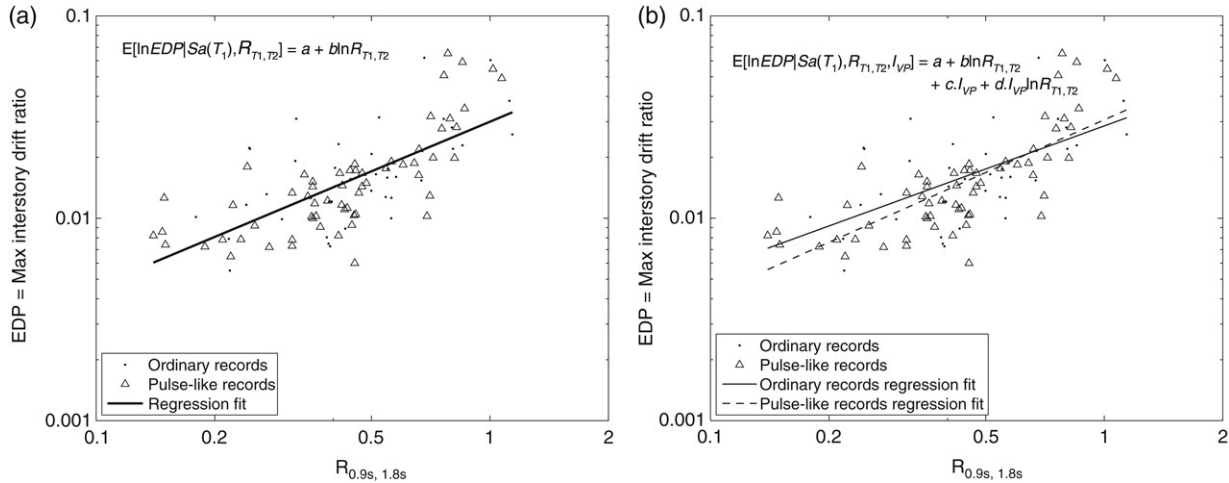 (a)
0.1
E[lnEDP|Sa(T1),RT1,T2] = a + blnRT1,T2
EDP = Max interstory drift ratio
0.01
Ordinary records
Pulse-like records
Regression fit
0.001
0.1 0.2 0.5 1 2
R0.9s, 1.8s
(b)
0.1
E[lnEDP|Sa(T1),RT1,T2,IVP] = a + blnRT1,T2
+ c.IVP + d.IVP]lnRT1,T2
EDP = Max interstory drift ratio
0.01
Ordinary records
Pulse-like records
Ordinary records regression fit
Pulse-like records regression fit
0.001
0.1 0.2 0.5 1 2
R0.9s, 1.8s